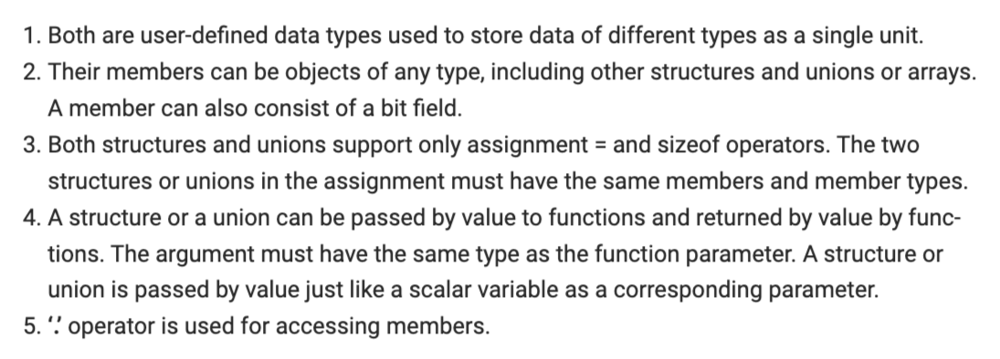 1. Both are user-defined data types used to store data of different types as a single unit.
2. Their members can be objects of any type, including other structures and unions or arrays.
A member can also consist of a bit field.
3. Both structures and unions support only assignment = and sizeof operators. The two
structures or unions in the assignment must have the same members and member types.
4. A structure or a union can be passed by value to functions and returned by value by func-
tions. The argument must have the same type as the function parameter. A structure or
union is passed by value just like a scalar variable as a corresponding parameter.
5. ‘.’ operator is used for accessing members.